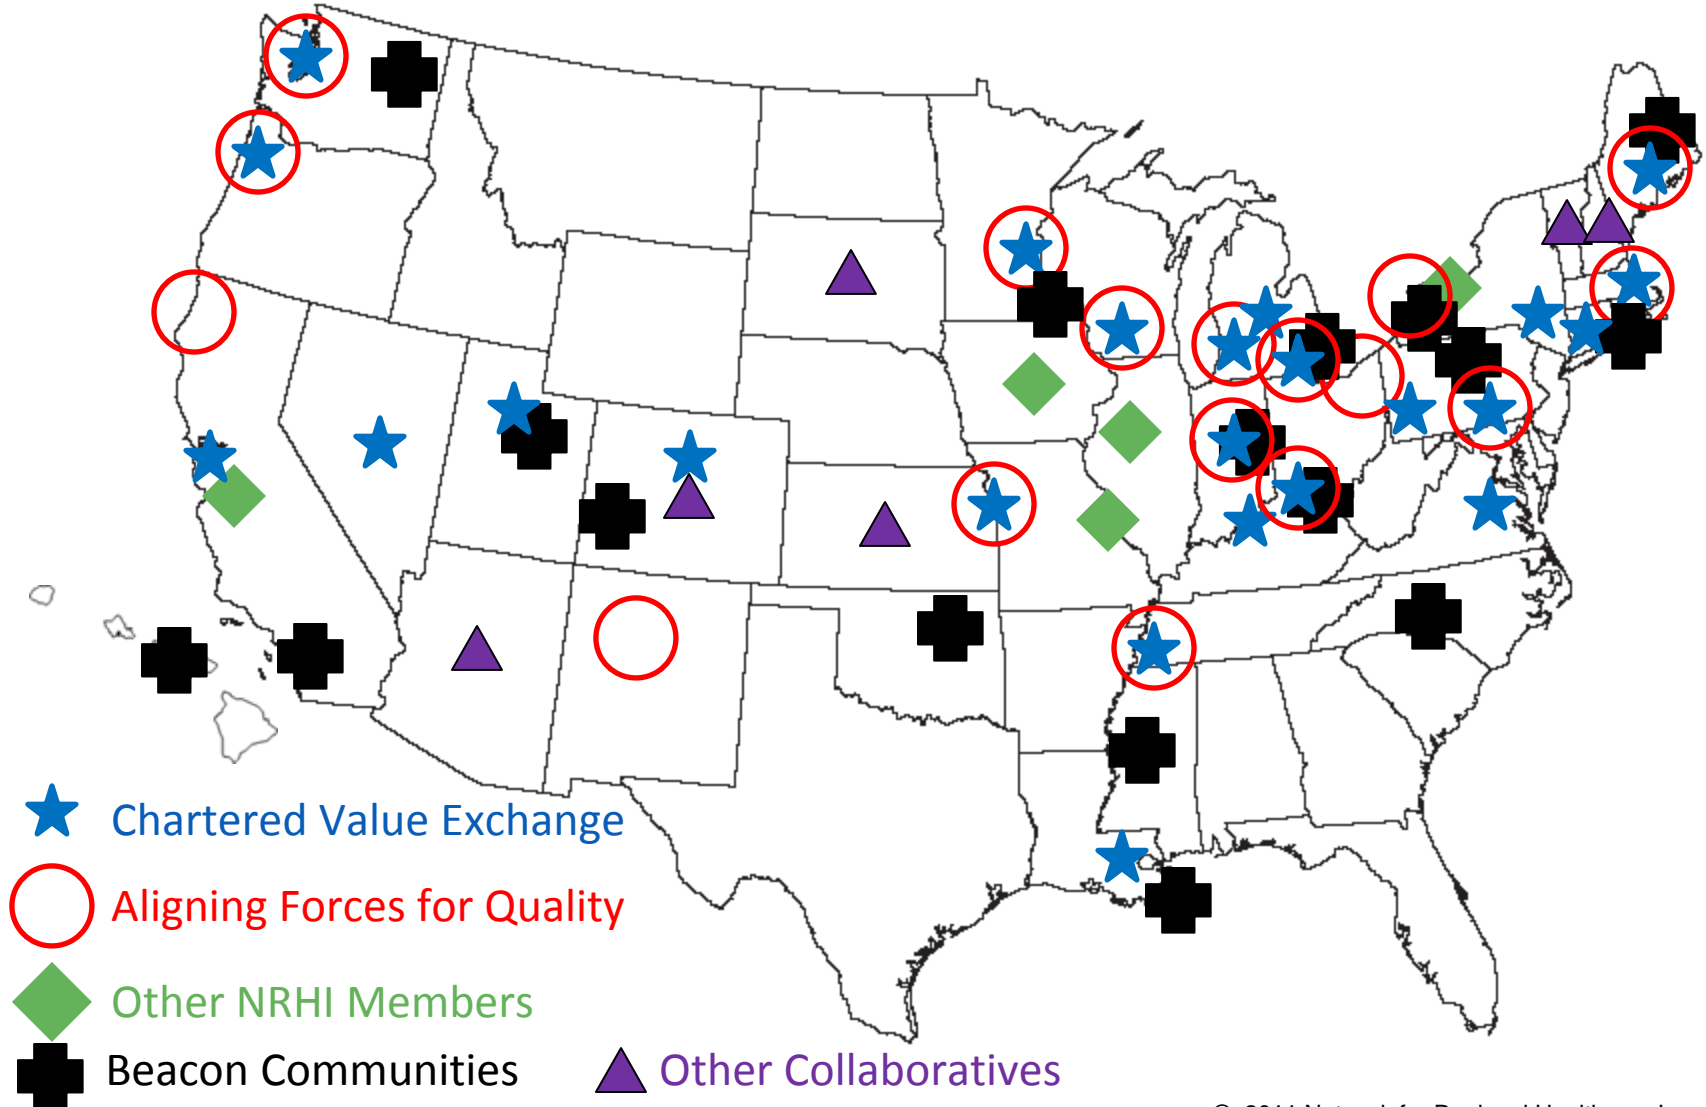 Chartered Value Exchange
Aligning Forces for Quality
Other NRHI Members
Beacon Communities
Other Collaboratives